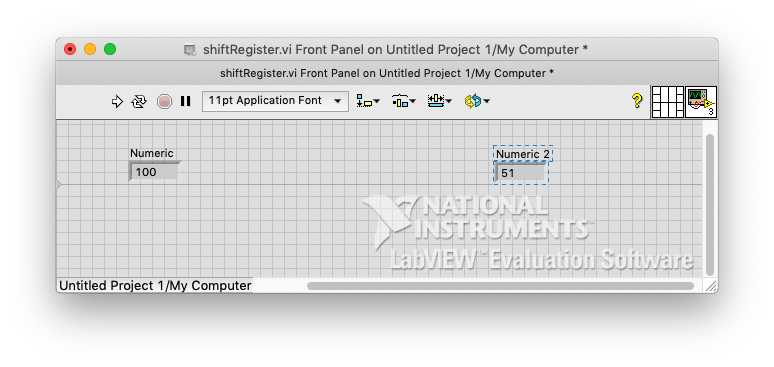 shiftRegister.vi Front Panel on Untitled Project 1/My Computer *
shiftRegister.vi Front Panel on Untitled Project 1/My Computer *
11pt Application Font
?
3
Numeric
100
Numeric 2
51
NATIONAL
INSTRUMENTS™
LabVIEW™ Evaluation Software
Untitled Project 1/My Computer